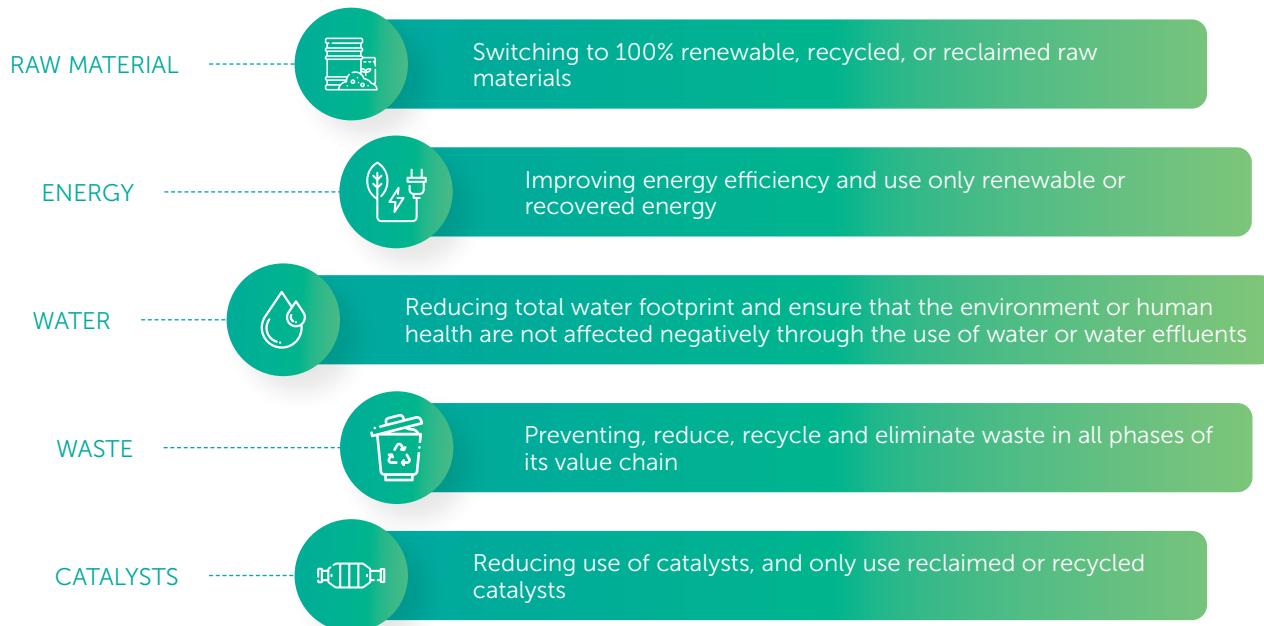 RAW MATERIAL
Switching to 100% renewable, recycled, or reclaimed raw
materials
ENERGY
Improving energy efficiency and use only renewable or
recovered energy
WATER
Reducing total water footprint and ensure that the environment or human
health are not affected negatively through the use of water or water effluents
WASTE
Preventing, reduce, recycle and eliminate waste in all phases of
its value chain
CATALYSTS
Reducing use of catalysts, and only use reclaimed or recycled
catalysts